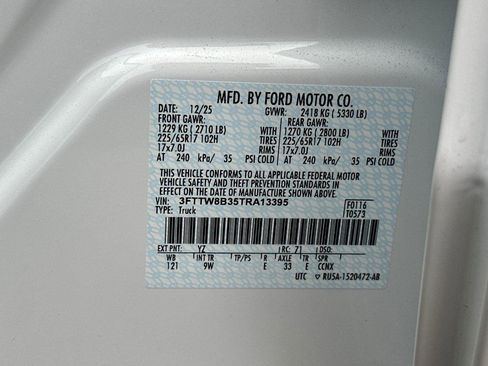 MFD. BY FORD MOTOR CO.
DATE: 12/25 GVWR: 2418 KG ( 5330 LB)
FRONT GAWR: REAR GAWR:
1229 KG ( 2710 LB) WITH 1270 KG ( 2800 LB) WITH
225/65R17 102H TIRES 225/65R17 102H TIRES
17x7.0J RIMS 17x7.0J RIMS
AT 240 kPa/ 35 PSI COLD AT 240 kPa/ 35 PSI COLD
THIS VEHICLE CONFORMS TO ALL APPLICABLE FEDERAL MOTOR
VEHICLE SAFETY AND THEFT PREVENTION STANDARDS IN EFFECT
ON THE DATE OF MANUFACTURE SHOWN ABOVE.
VIN: 3FTTW8B35TRA13395 F0116
TYPE: Truck T0573
EXT PNT: YZ RC: 71 DSO:
WB INT TR TP/PS R AXLE TR SPR
121 9W E 33 E CCNX
UTC ▽ RUSA-1520472-AB